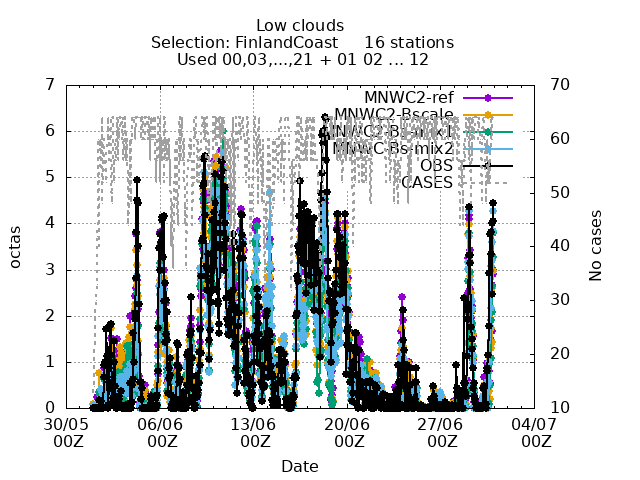 Low clouds
Selection: FinlandCoast     16 stations
Used 00,03,...,21 + 01 02 ... 12
7 70
MNWC2-ref
MNWC2-Bscale
MNWC2-Bs-mix1
MNWC-Bs-mix2
OBS
CASES
6 60
5 50
4 40
3 30
2 20
1
0 10
octas
No cases
30/05 06/06 13/06 20/06 27/06 04/07
00Z 00Z 00Z 00Z 00Z 00Z
Date